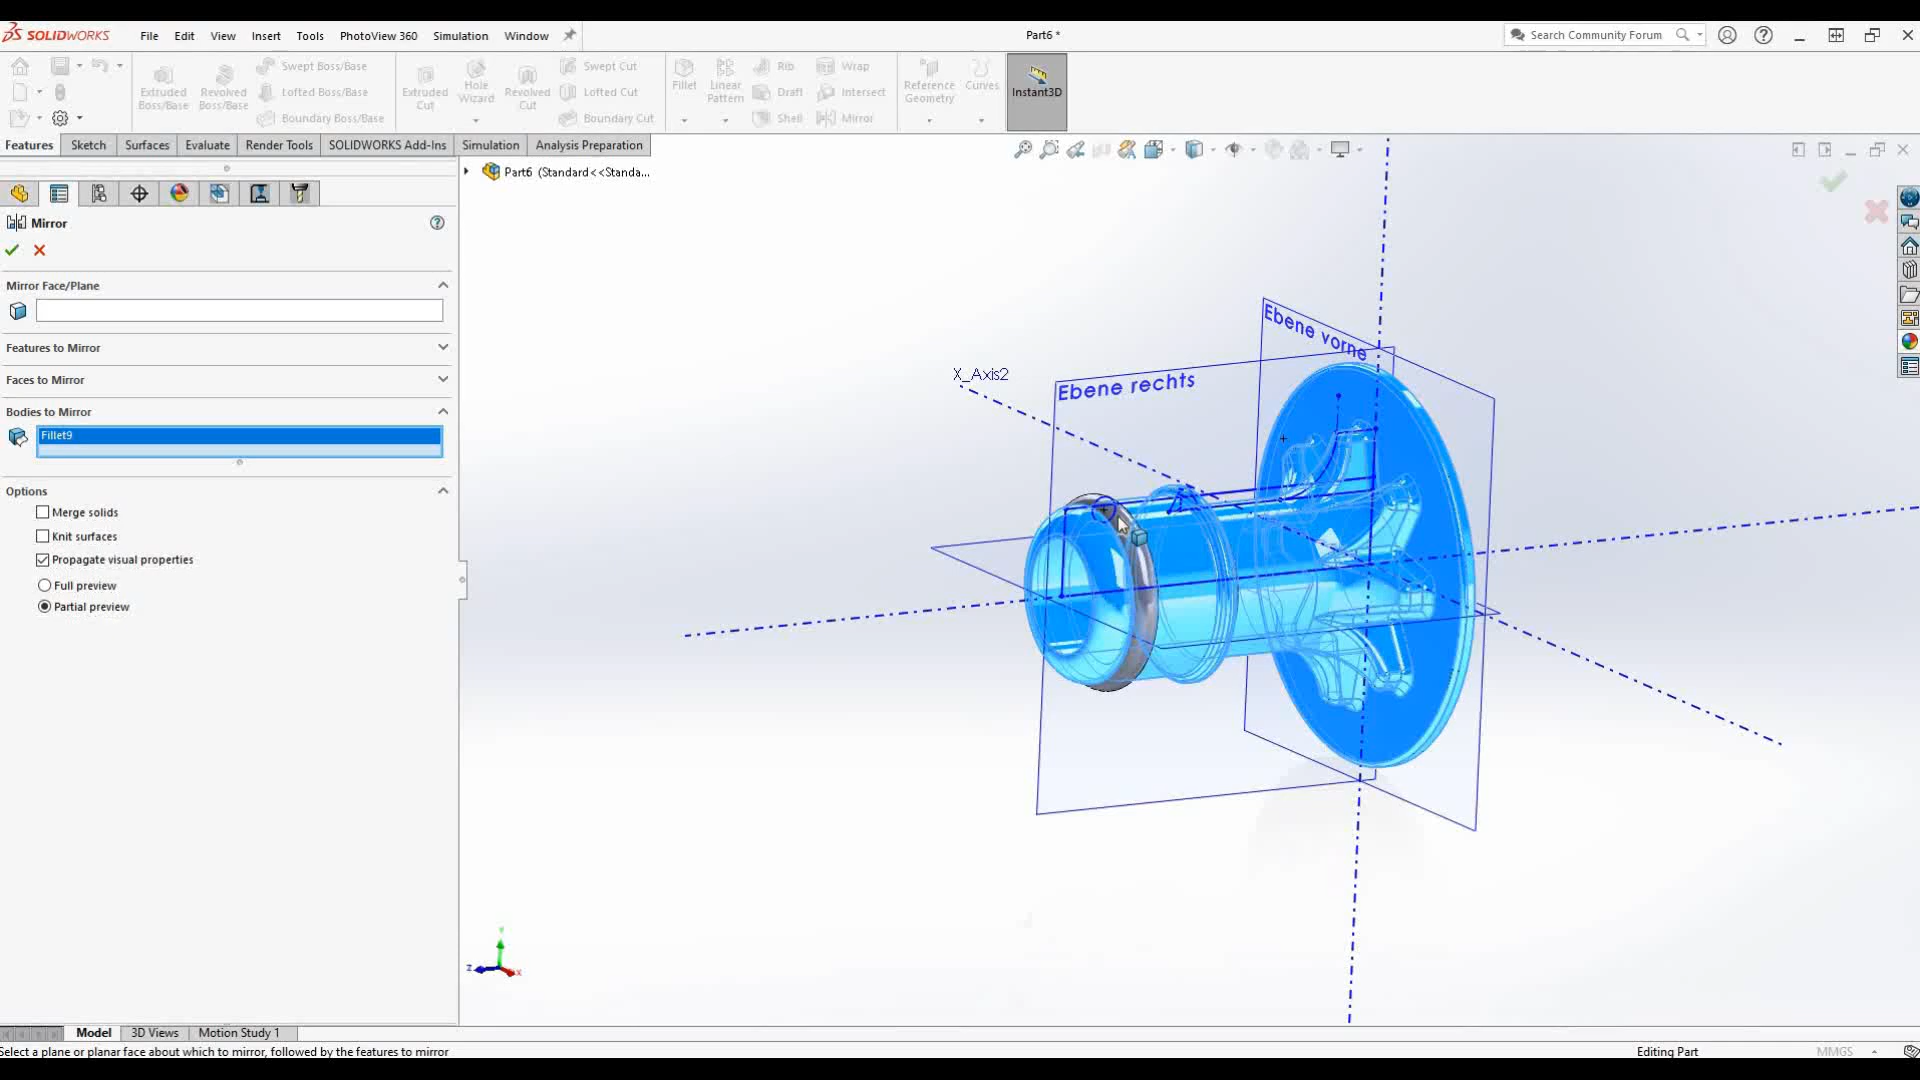 SOLIDWORKS File Edit View Insert Tools PhotoView 360 Simulation Window Part6 * Search Community Forum
Extruded Boss/Base Revolved Boss/Base Swept Boss/Base Lofted Boss/Base Boundary Boss/Base Extruded Cut Hole Wizard Revolved Cut Swept Cut Lofted Cut Boundary Cut Fillet Linear Pattern Rib Draft Shell Wrap Intersect Mirror Reference Geometry Curves Instant3D
Features Sketch Surfaces Evaluate Render Tools SOLIDWORKS Add-Ins Simulation Analysis Preparation
Part6 (Standard<<Standa...
Mirror
Mirror Face/Plane
Features to Mirror
Faces to Mirror
Bodies to Mirror
Fillet9
Options
Merge solids
Knit surfaces
Propagate visual properties
Full preview
Partial preview
Ebene vorne
X_Axis2
Ebene rechts
Y
Z
X
Model 3D Views Motion Study 1
Select a plane or planar face about which to mirror, followed by the features to mirror Editing Part MMGS